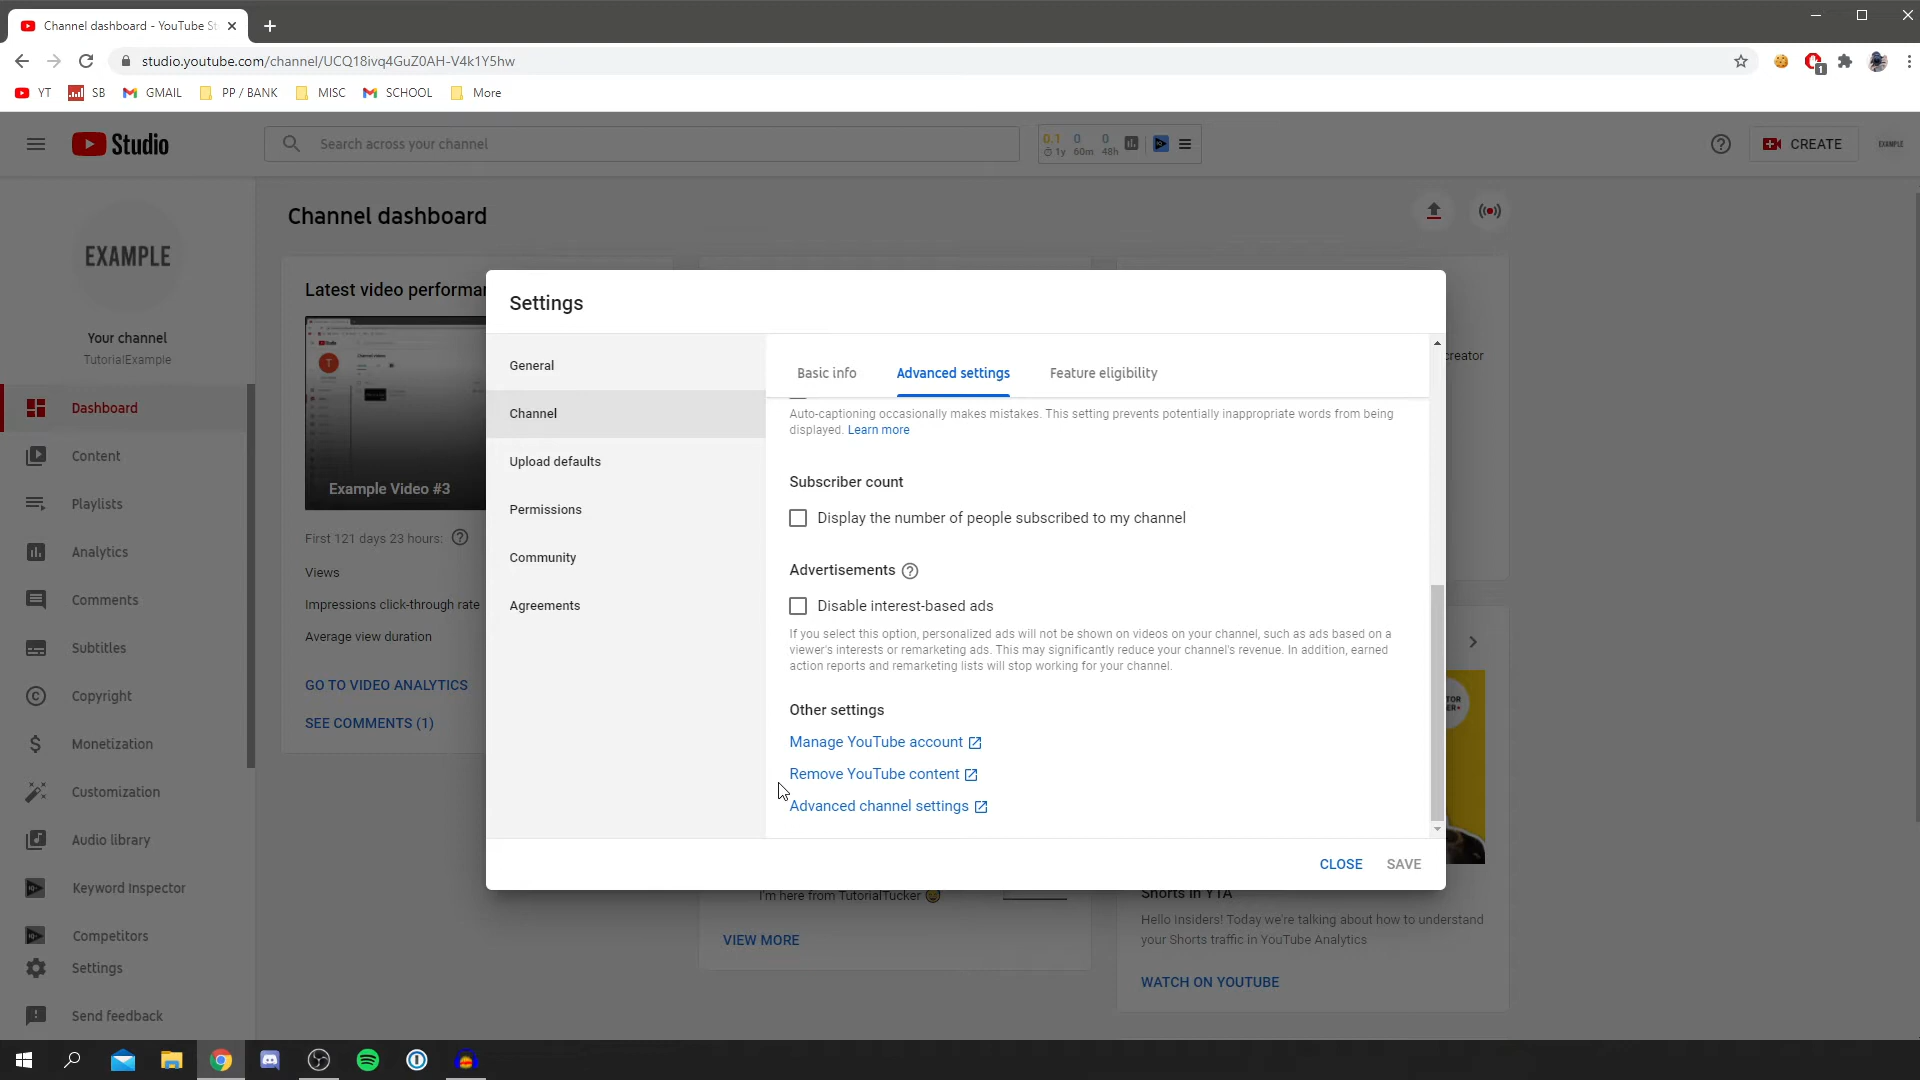 Channel dashboard - YouTube St
studio.youtube.com/channel/UCQ18ivq4GuZ0AH-V4k1Y5hw
1
YT
SB
GMAIL
PP / BANK
MISC
SCHOOL
More
Studio
Search across your channel
0.1 0 0
1y 60m 48h
CREATE
EXAMPLE
Channel dashboard
EXAMPLE
Your channel
TutorialExample
Dashboard
Content
Playlists
Analytics
Comments
Subtitles
Copyright
Monetization
Customization
Audio library
Keyword Inspector
Competitors
Settings
Send feedback
Latest video performan
Example Video #3
First 121 days 23 hours:
Views
Impressions click-through rate
Average view duration
GO TO VIDEO ANALYTICS
SEE COMMENTS (1)
Settings
General
Channel
Upload defaults
Permissions
Community
Agreements
Basic info
Advanced settings
Feature eligibility
Auto-captioning occasionally makes mistakes. This setting prevents potentially inappropriate words from being
displayed. Learn more
Subscriber count
Display the number of people subscribed to my channel
Advertisements
Disable interest-based ads
If you select this option, personalized ads will not be shown on videos on your channel, such as ads based on a
viewer's interests or remarketing ads. This may significantly reduce your channel's revenue. In addition, earned
action reports and remarketing lists will stop working for your channel.
Other settings
Manage YouTube account
Remove YouTube content
Advanced channel settings
CLOSE
SAVE
creator
I'm here from TutorialTucker
VIEW MORE
Shorts in YTA
Hello Insiders! Today we're talking about how to understand
your Shorts traffic in YouTube Analytics
WATCH ON YOUTUBE